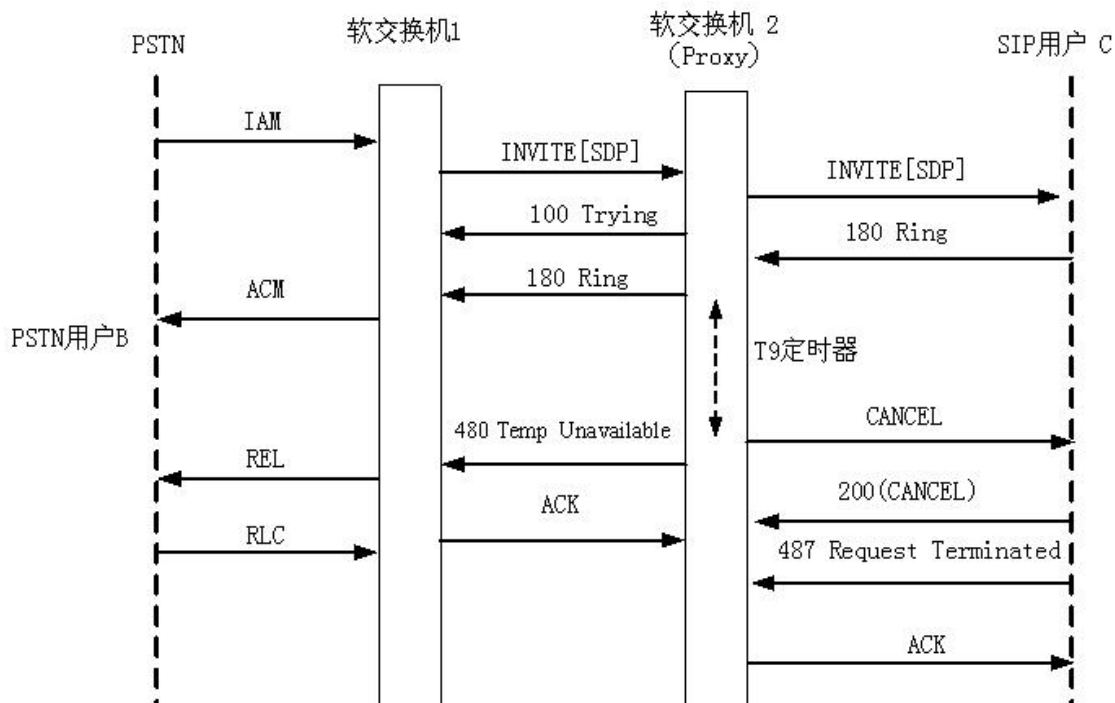 PSTN
软交换机1
软交换机 2
(Proxy)
SIP用户 C
IAM
INVITE[SDP]
INVITE[SDP]
100 Trying
180 Ring
180 Ring
ACM
PSTN用户B
T9定时器
CANCEL
480 Temp Unavailable
REL
200(CANCEL)
ACK
RLC
487 Request Terminated
ACK